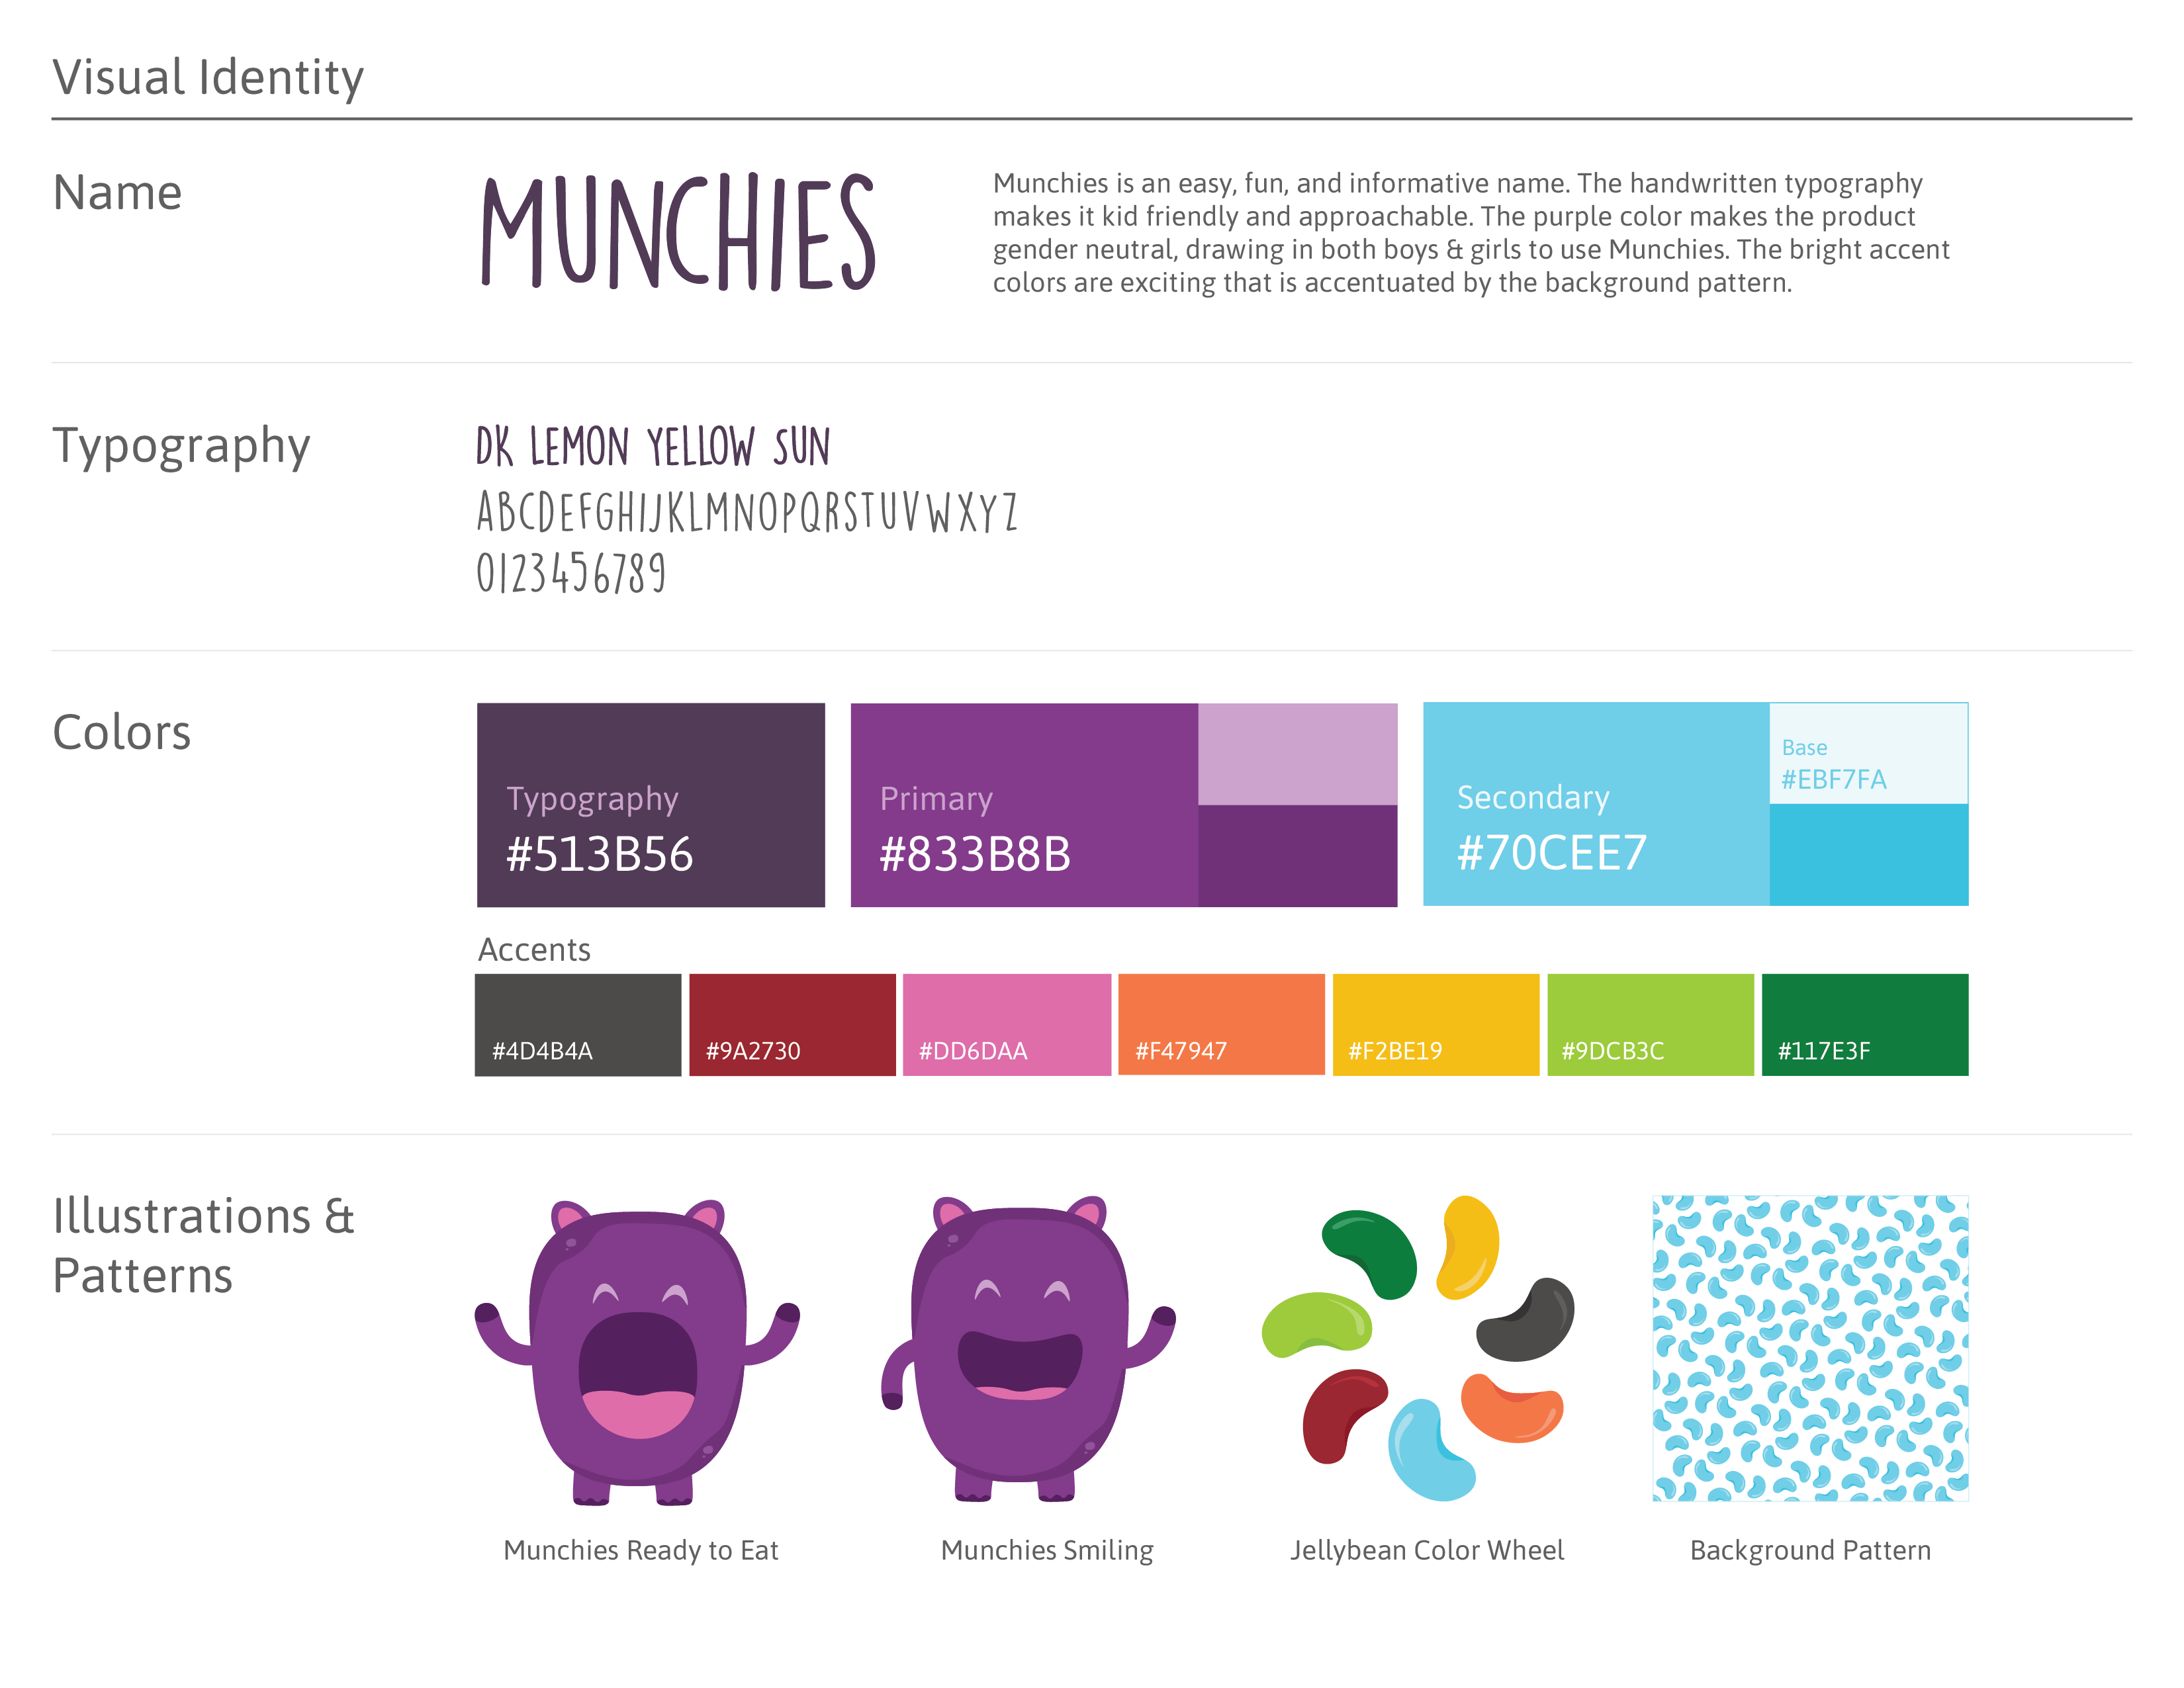 Visual Identity
Name
MUNCHIES
Munchies is an easy, fun, and informative name. The handwritten typography
makes it kid friendly and approachable. The purple color makes the product
gender neutral, drawing in both boys & girls to use Munchies. The bright accent
colors are exciting that is accentuated by the background pattern.
Typography
DK LEMON YELLOW SUN
ABCDEFGHIJKLMNOPQRSTUVWXYZ
0123456789
Colors
Typography
#513B56
Primary
#833B8B
Secondary
#70CEE7
Base
#EBF7FA
Accents
#4D4B4A
#9A2730
#DD6DAA
#F47947
#F2BE19
#9DCB3C
#117E3F
Illustrations &
Patterns
Munchies Ready to Eat
Munchies Smiling
Jellybean Color Wheel
Background Pattern